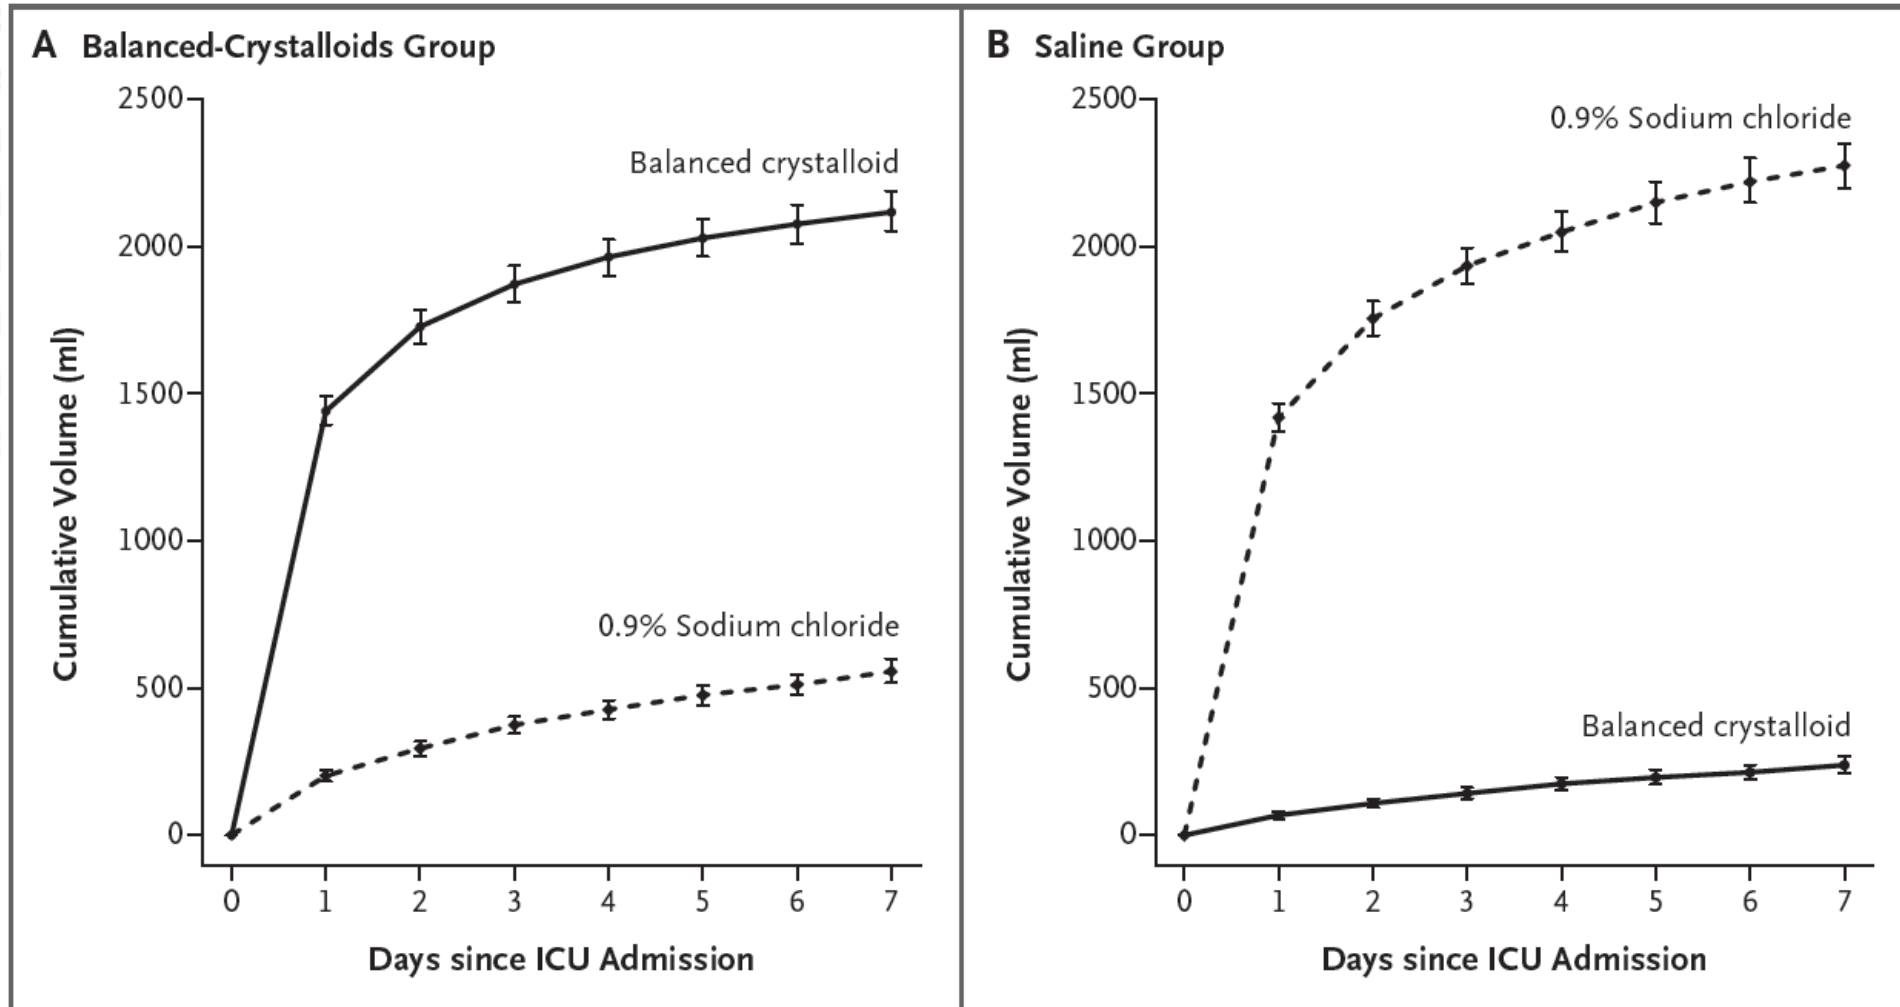 A Balanced-Crystalloids Group
2500
2000
1500
1000
500
0
Cumulative Volume (ml)
Balanced crystalloid
0.9% Sodium chloride
0 1 2 3 4 5 6 7
Days since ICU Admission
B Saline Group
2500
2000
1500
1000
500
0
Cumulative Volume (ml)
0.9% Sodium chloride
Balanced crystalloid
0 1 2 3 4 5 6 7
Days since ICU Admission